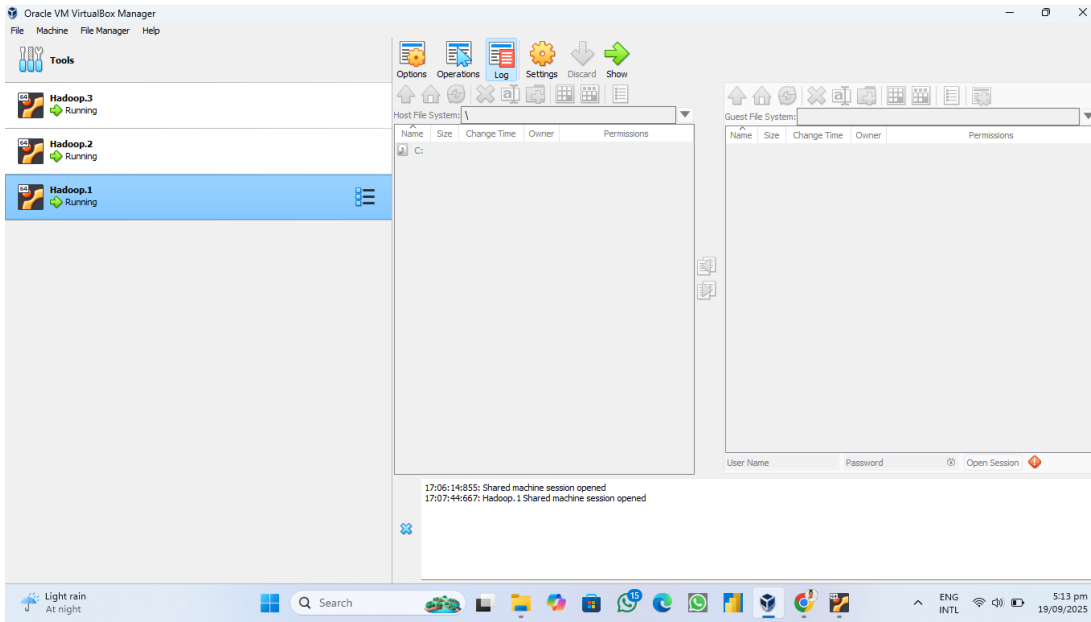 Oracle VM VirtualBox Manager
File Machine File Manager Help
Tools
64 Hadoop.3
Running
64 Hadoop.2
Running
64 Hadoop.1
Running
Options Operations Log Settings Discard Show
Host File System: \
Name Size Change Time Owner Permissions
C:
Guest File System:
Name Size Change Time Owner Permissions
User Name Password Open Session
17:06:14:855: Shared machine session opened
17:07:44:667: Hadoop.1 Shared machine session opened
Light rain
At night
Search
15
ENG
INTL
5:13 pm
19/09/2025